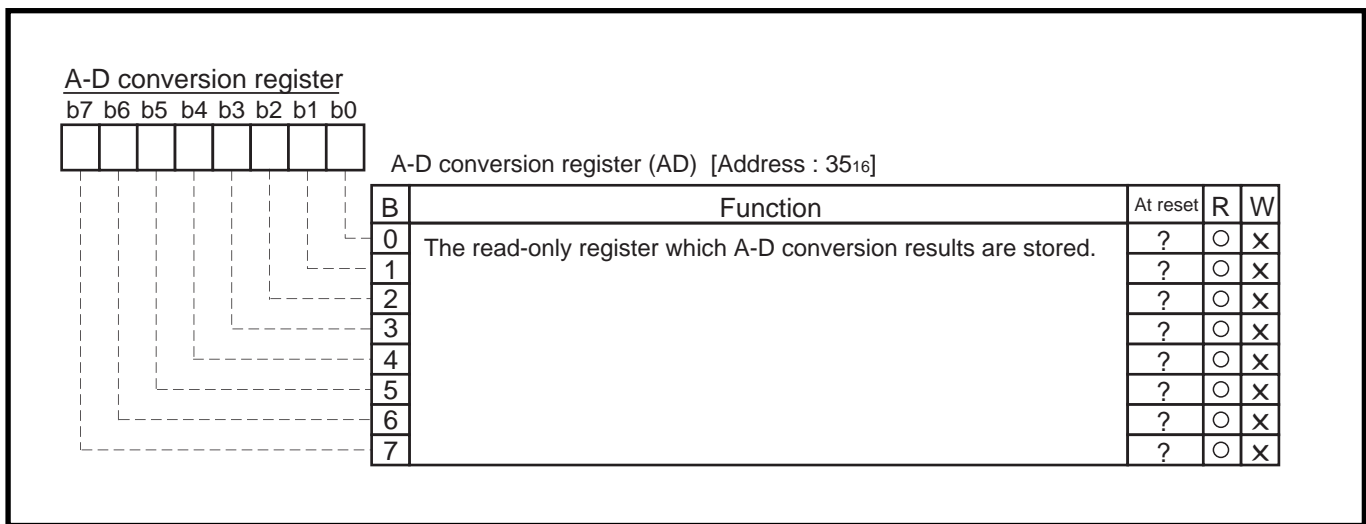 A-D conversion register
b7 b6 b5 b4 b3 b2 b1 b0
A-D conversion register (AD) [Address : 3516]
B Function At reset R W
0 The read-only register which A-D conversion results are stored. ? O X
1 ? O X
2 ? O X
3 ? O X
4 ? O X
5 ? O X
6 ? O X
7 ? O X